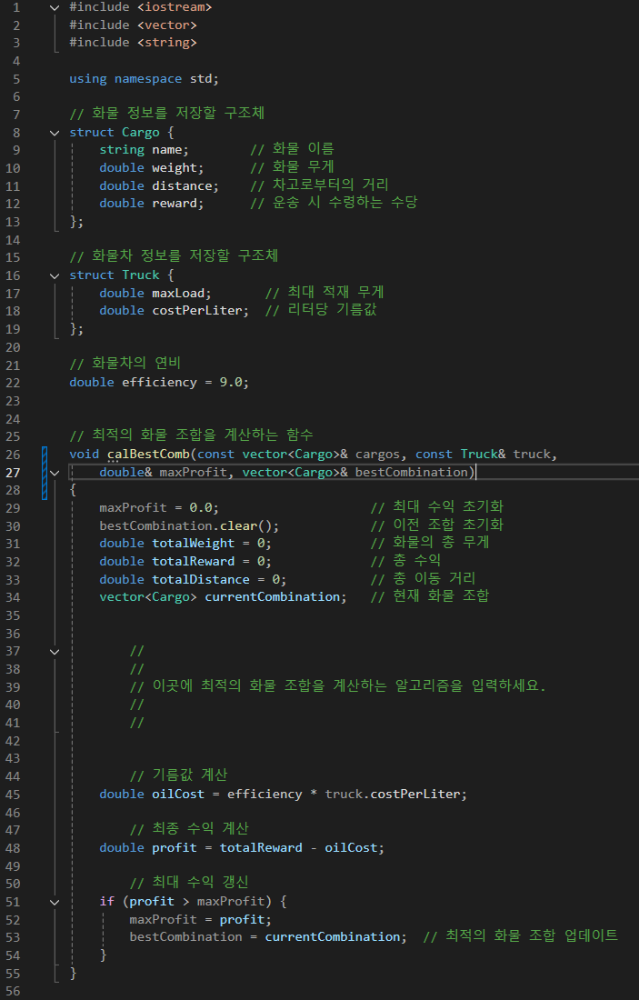 1 #include <iostream>
2 #include <vector>
3 #include <string>
4
5 using namespace std;
6
7 // 화물 정보를 저장할 구조체
8 struct Cargo {
9     string name;        // 화물 이름
10     double weight;      // 화물 무게
11     double distance;    // 차고로부터의 거리
12     double reward;      // 운송 시 수령하는 수당
13 };
14
15 // 화물차 정보를 저장할 구조체
16 struct Truck {
17     double maxLoad;       // 최대 적재 무게
18     double costPerLiter;  // 리터당 기름값
19 };
20
21 // 화물차의 연비
22 double efficiency = 9.0;
23
24
25 // 최적의 화물 조합을 계산하는 함수
26 void calBestComb(const vector<Cargo>& cargos, const Truck& truck,
27     double& maxProfit, vector<Cargo>& bestCombination)
28 {
29     maxProfit = 0.0;                    // 최대 수익 초기화
30     bestCombination.clear();            // 이전 조합 초기화
31     double totalWeight = 0;             // 화물의 총 무게
32     double totalReward = 0;             // 총 수익
33     double totalDistance = 0;           // 총 이동 거리
34     vector<Cargo> currentCombination;   // 현재 화물 조합
35
36
37         //
38         //
39         // 이곳에 최적의 화물 조합을 계산하는 알고리즘을 입력하세요.
40         //
41         //
42
43
44         // 기름값 계산
45     double oilCost = efficiency * truck.costPerLiter;
46
47         // 최종 수익 계산
48     double profit = totalReward - oilCost;
49
50         // 최대 수익 갱신
51     if (profit > maxProfit) {
52         maxProfit = profit;
53         bestCombination = currentCombination;  // 최적의 화물 조합 업데이트
54     }
55 }
56